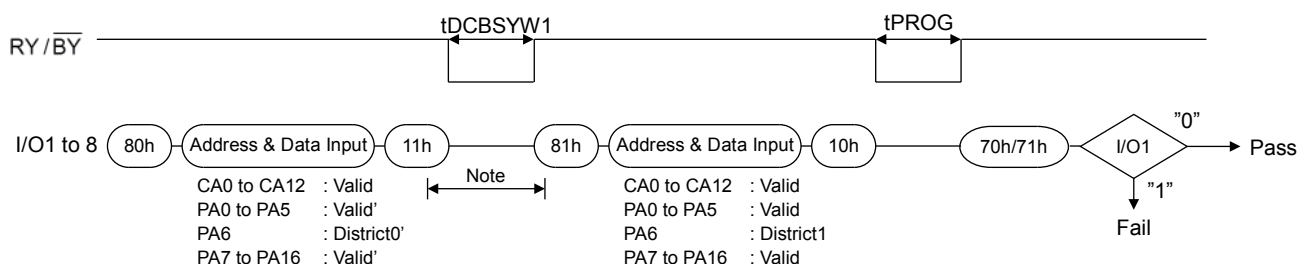 tDCBSYW1
tPROG
RY/BY
I/O1 to 8
80h
Address & Data Input
11h
81h
Address & Data Input
10h
70h/71h
I/O1
"0"
Pass
"1"
Fail
Note
CA0 to CA12 : Valid
PA0 to PA5 : Valid'
PA6 : District0'
PA7 to PA16 : Valid'
CA0 to CA12 : Valid
PA0 to PA5 : Valid
PA6 : District1
PA7 to PA16 : Valid